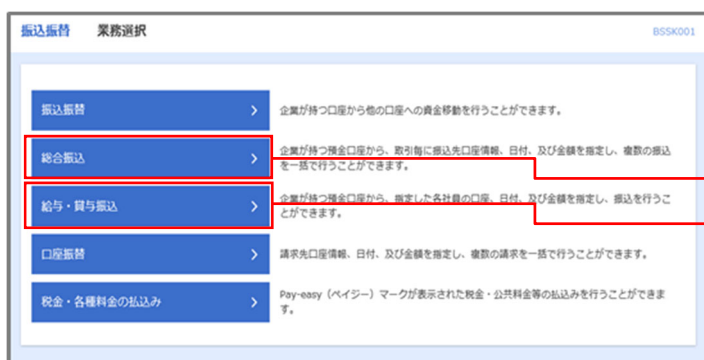 振込振替 業務選択 BSSK001
振込振替 > 企業が持つ口座から他の口座への資金移動を行うことができます。
総合振込 > 企業が持つ預金口座から、取引毎に振込先口座情報、日付、及び金額を指定し、複数の振込
を一括で行うことができます。
給与・賞与振込 > 企業が持つ預金口座から、指定した各社員の口座、日付、及び金額を指定し、振込を行うこ
とができます。
口座振替 > 請求先口座情報、日付、及び金額を指定し、複数の請求を一括で行うことができます。
税金・各種料金の払込み > Pay-easy（ペイジー）マークが表示された税金・公共料金等の払込みを行うことができま
す。